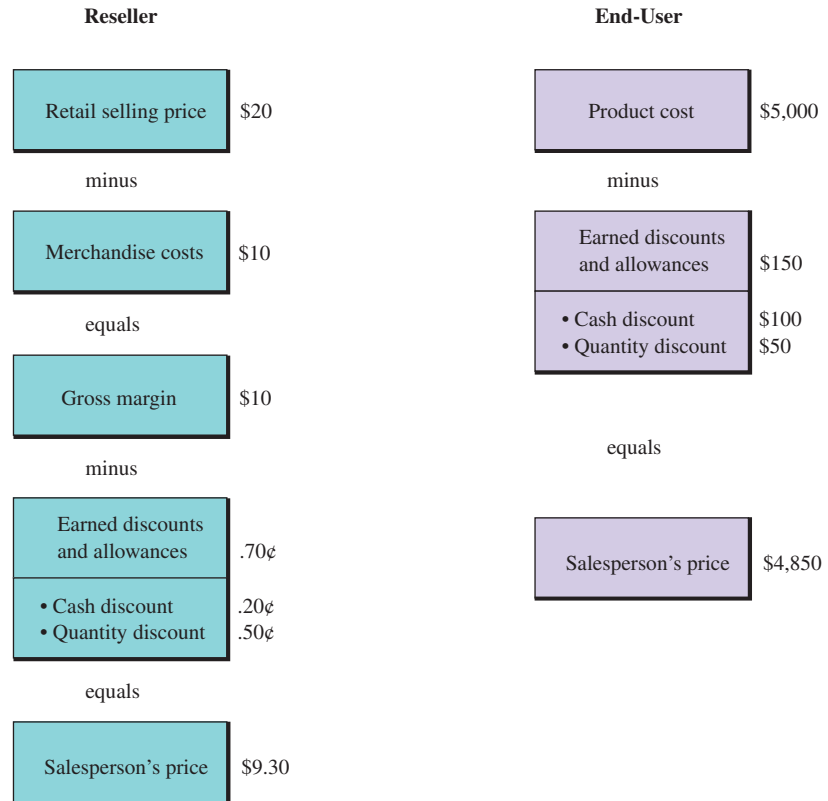 Reseller
Retail selling price $20
minus
Merchandise costs $10
equals
Gross margin $10
minus
Earned discounts
and allowances .70¢
• Cash discount .20¢
• Quantity discount .50¢
equals
Salesperson's price $9.30
End-User
Product cost $5,000
minus
Earned discounts
and allowances $150
• Cash discount $100
• Quantity discount $50
equals
Salesperson's price $4,850